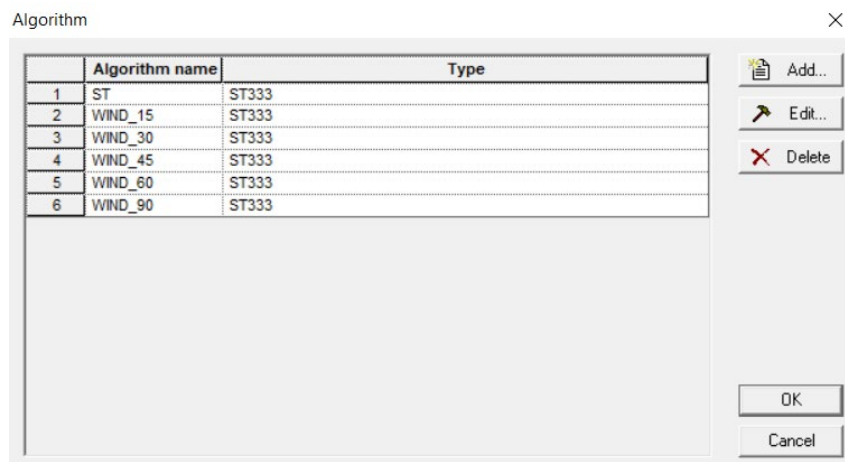 Algorithm
Algorithm name Type
1 ST ST333
2 WIND_15 ST333
3 WIND_30 ST333
4 WIND_45 ST333
5 WIND_60 ST333
6 WIND_90 ST333
Add...
Edit...
Delete
OK
Cancel